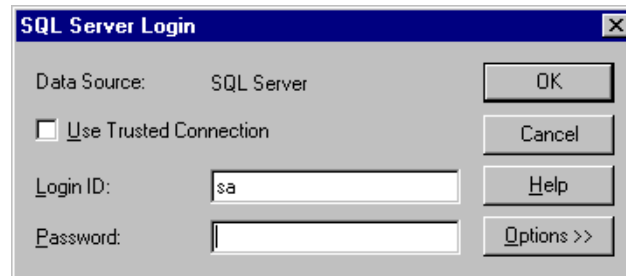 SQL Server Login
Data Source: SQL Server
OK
Use Trusted Connection
Cancel
Login ID: sa
Help
Password:
Options >>